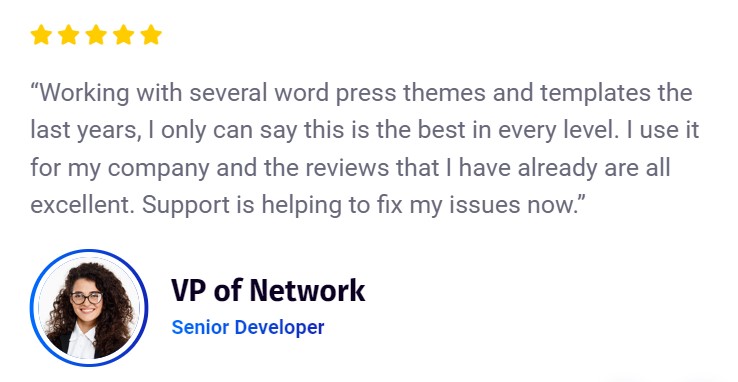 “Working with several word press themes and templates the
last years, I only can say this is the best in every level. I use it
for my company and the reviews that I have already are all
excellent. Support is helping to fix my issues now.”
VP of Network
Senior Developer